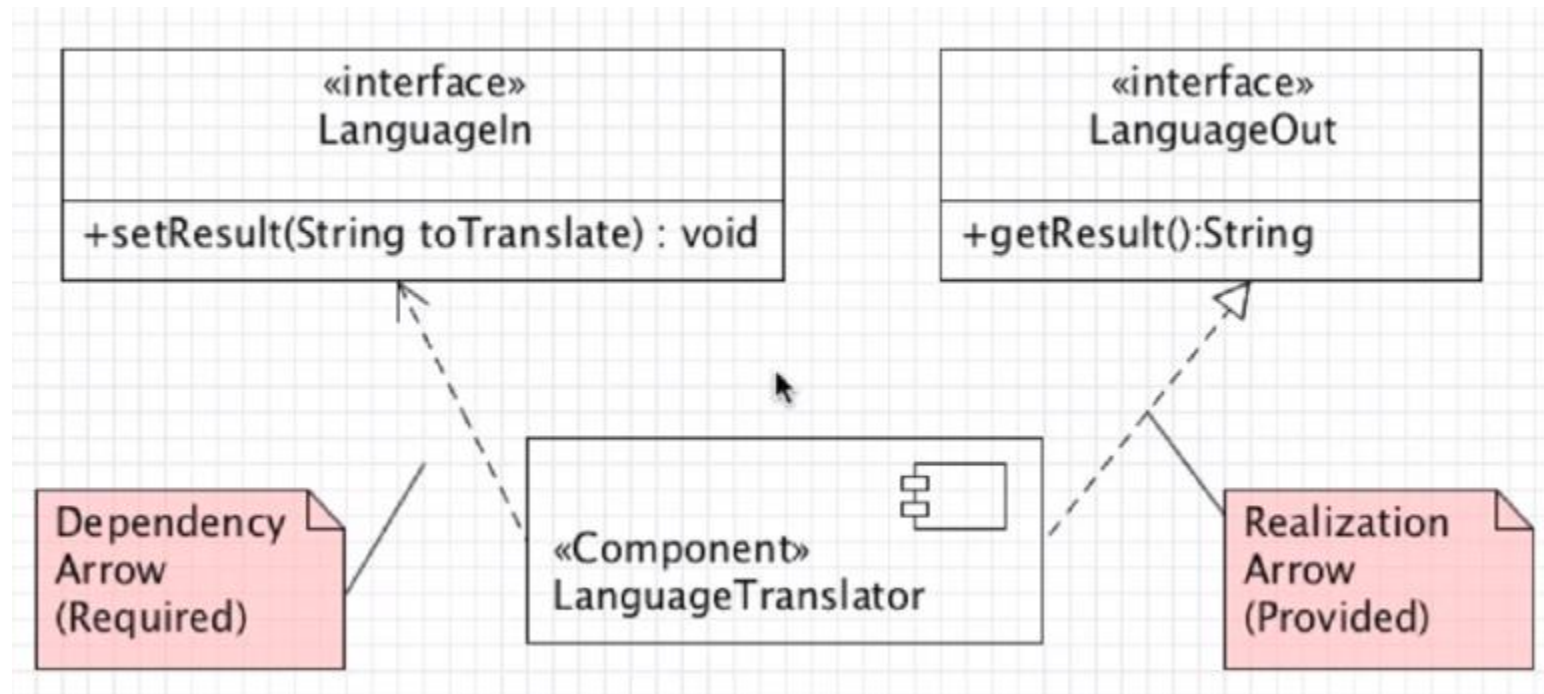 «interface»
LanguageIn
+setResult(String toTranslate) : void
«interface»
LanguageOut
+getResult():String
Dependency
Arrow
(Required)
«Component»
LanguageTranslator
Realization
Arrow
(Provided)